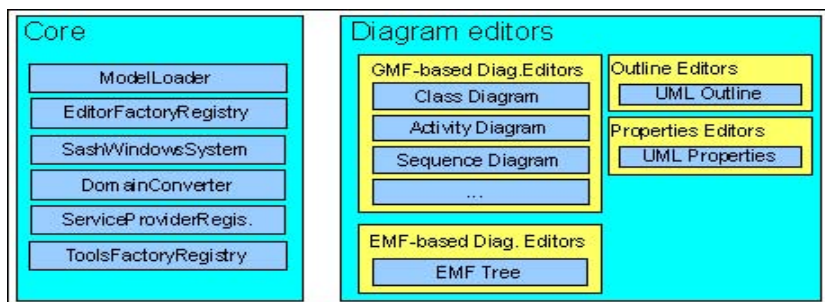 Core
ModelLoader
EditorFactoryRegistry
SashWindowsSystem
DomainConverter
ServiceProviderRegis.
ToolsFactoryRegistry
Diagram editors
GMF-based Diag.Editors
Class Diagram
Activity Diagram
Sequence Diagram
...
EMF-based Diag. Editors
EMF Tree
Outline Editors
UML Outline
Properties Editors
UML Properties